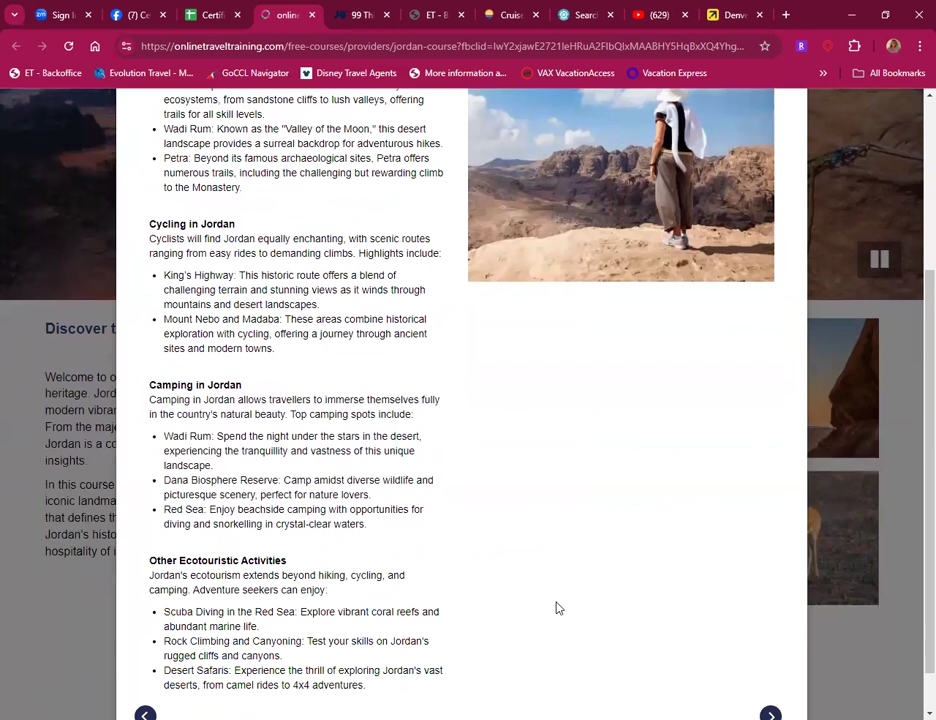 Sign I
(7) Ce
Certifi
online
99 Thi
ET - B
Cruise
Searc
(629)
Denv
https://onlinetraveltraining.com/free-courses/providers/jordan-course?fbclid=IwY2xjawE2721leHRuA2FlbQIxMAABHY5HqBxXQ4Yhg...
ET - Backoffice
Evolution Travel - M...
GoCCL Navigator
Disney Travel Agents
More information a...
VAX VacationAccess
Vacation Express
All Bookmarks
ecosystems, from sandstone cliffs to lush valleys, offering
trails for all skill levels.
• Wadi Rum: Known as the "Valley of the Moon," this desert
landscape provides a surreal backdrop for adventurous hikes.
• Petra: Beyond its famous archaeological sites, Petra offers
numerous trails, including the challenging but rewarding climb
to the Monastery.
Cycling in Jordan
Cyclists will find Jordan equally enchanting, with scenic routes
ranging from easy rides to demanding climbs. Highlights include:
• King's Highway: This historic route offers a blend of
challenging terrain and stunning views as it winds through
mountains and desert landscapes.
• Mount Nebo and Madaba: These areas combine historical
exploration with cycling, offering a journey through ancient
sites and modern towns.
Camping in Jordan
Camping in Jordan allows travellers to immerse themselves fully
in the country's natural beauty. Top camping spots include:
• Wadi Rum: Spend the night under the stars in the desert,
experiencing the tranquillity and vastness of this unique
landscape.
• Dana Biosphere Reserve: Camp amidst diverse wildlife and
picturesque scenery, perfect for nature lovers.
• Red Sea: Enjoy beachside camping with opportunities for
diving and snorkelling in crystal-clear waters.
Other Ecotouristic Activities
Jordan's ecotourism extends beyond hiking, cycling, and
camping. Adventure seekers can enjoy:
• Scuba Diving in the Red Sea: Explore vibrant coral reefs and
abundant marine life.
• Rock Climbing and Canyoning: Test your skills on Jordan's
rugged cliffs and canyons.
• Desert Safaris: Experience the thrill of exploring Jordan's vast
deserts, from camel rides to 4x4 adventures.
Discover t
Welcome to o
heritage. Jord
modern vibran
From the maje
Jordan is a co
insights.
In this course
iconic landma
that defines th
Jordan's histo
hospitality of i